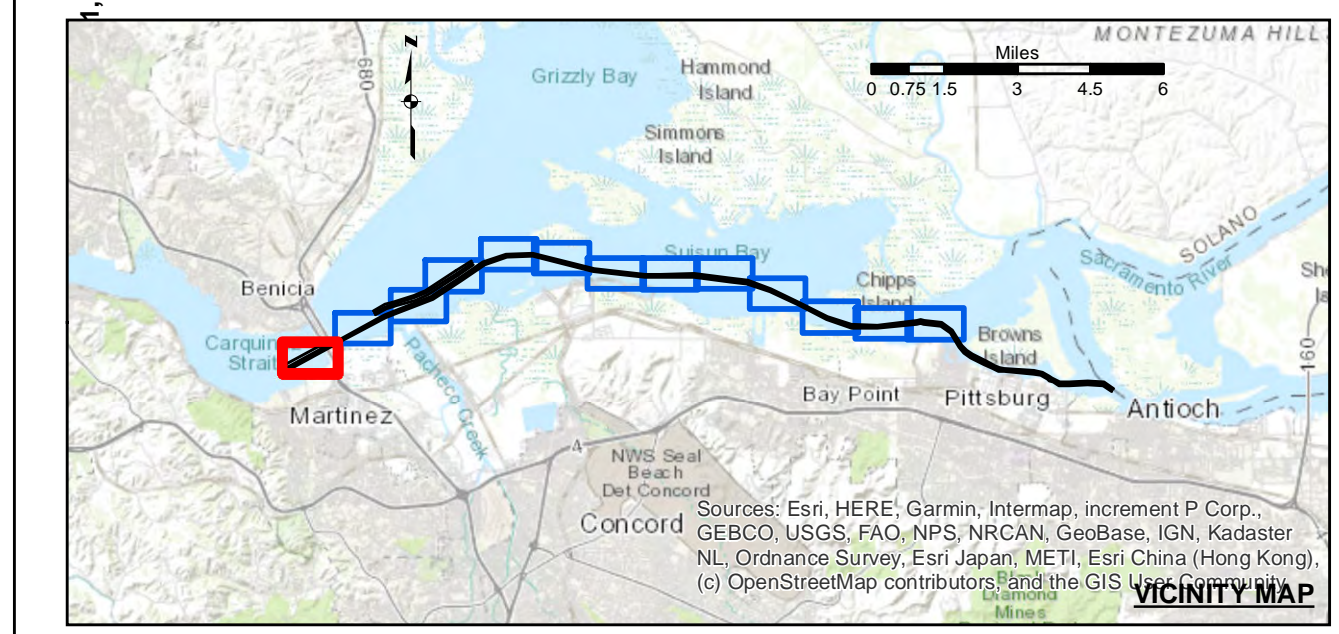 1,
MONTEZUMA HILL
Miles
0 0.75 1.5 3 4.5 6
N
680
Grizzly Bay
Hammond
Island
Simmons
Island
SOLANO
Sacramento River
Suisun Bay
Chipps
Island
Benicia
Carquin
Strait
Browns
Island
160
Pacheco Creek
Martinez
Bay Point
Pittsburg
Antioch
4
NWS Seal
Beach
Det Concord
Concord
Sources: Esri, HERE, Garmin, Intermap, increment P Corp.,
GEBCO, USGS, FAO, NPS, NRCAN, GeoBase, IGN, Kadaster
NL, Ordnance Survey, Esri Japan, METI, Esri China (Hong Kong),
(c) OpenStreetMap contributors, and the GIS User Community
Diamond
Mines
VICINITY MAP